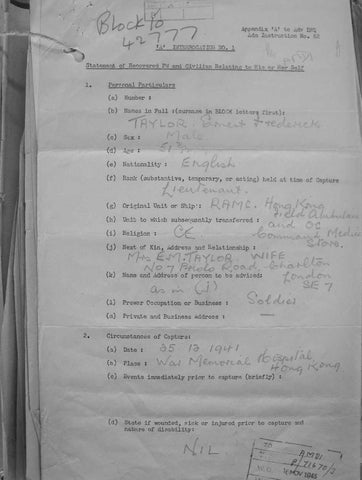 Block 10
42777
Appendix 'A' to Adv
Adm Instruction No. 62
'A' INTERROGATION NO. 1
Statement of Recovered PW and Civilian Relating to Him or Her Self
1. Personal Particulars
(a) Number :
(b) Names in Full :(surname in BLOCK letters first):
TAYLOR. Ernest Frederick
(c) Sex : Male
(d) Age :
(e) Nationality : English
(f) Rank (substantive, temporary, or acting) held at time of Capture
Lieutenant.
(g) Original Unit or Ship : RAMC. Hong Kong
(h) Unit to which subsequently transferred : Field Ambulance
and OC
(i) Religion : CE Command Medical
Store.
(j) Next of Kin, Address and Relationship :
Mrs E.M. TAYLOR WIFE
No 7 Road, Charlton
(k) Name and Address of person to be advised: London
SE 7
as in (J)
(l) Prewar Occupation or Business : Soldier
(m) Private and Business Address : —
2. Circumstances of Capture:
(a) Date : 25 12 1941
(b) Place : War Memorial Hospital
Hong Kong
(c) Events immediately prior to capture (briefly) :
(d) State if wounded, sick or injured prior to capture and
nature of disability:
NIL